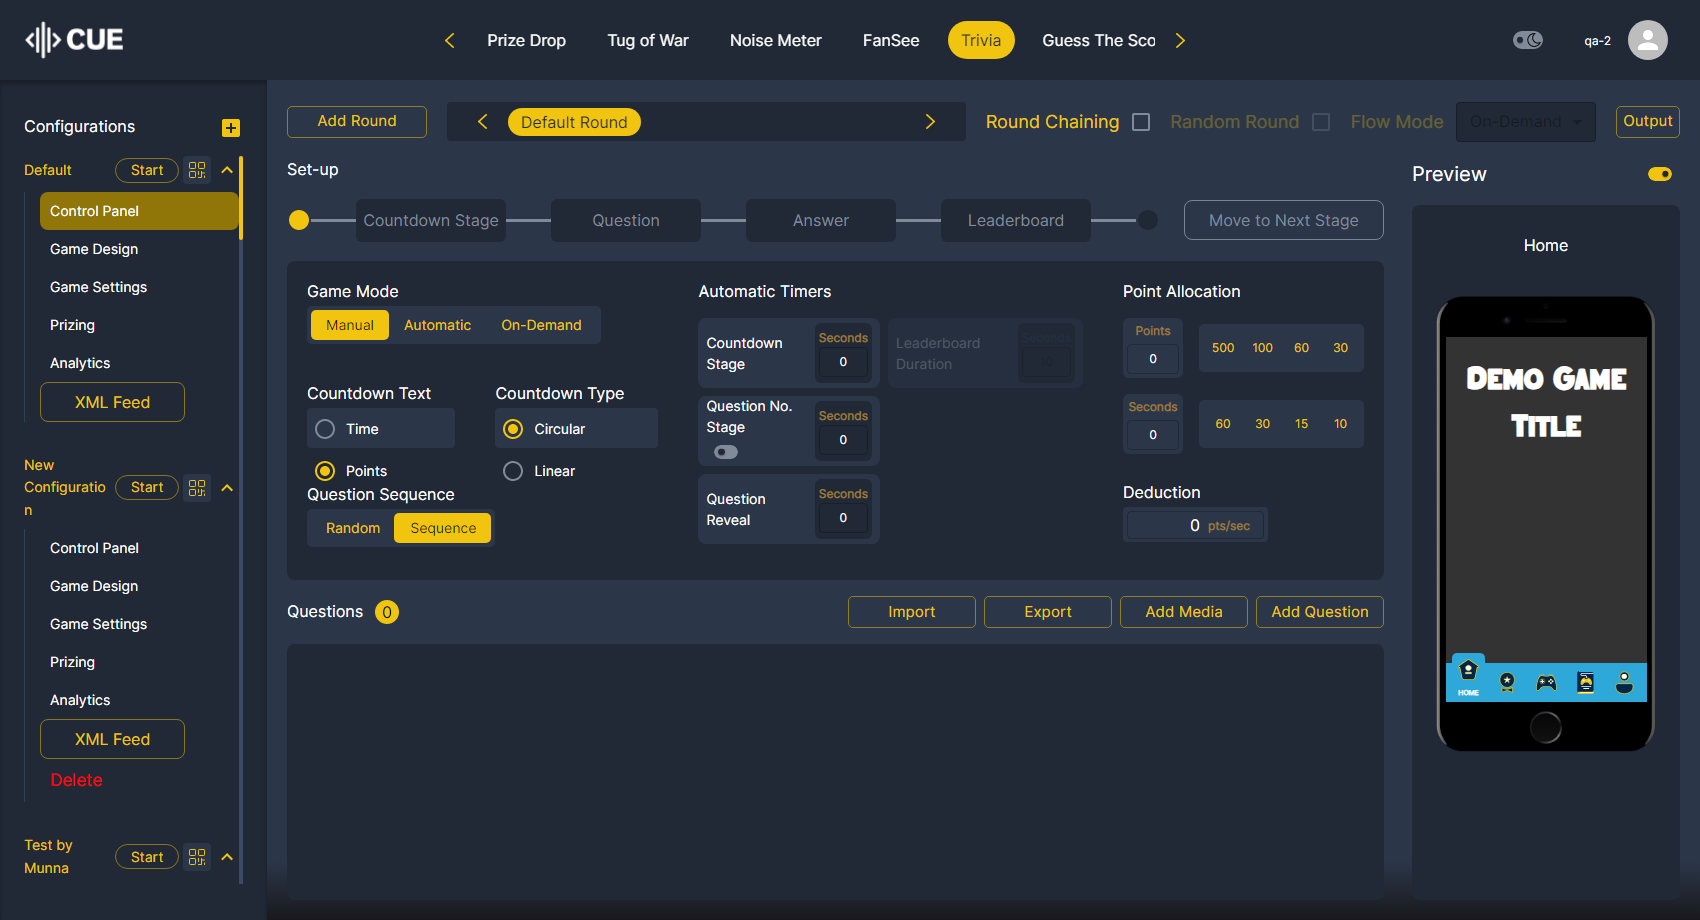 CUE
Prize Drop
Tug of War
Noise Meter
FanSee
Trivia
Guess The Sco
qa-2
Configurations
Default
Start
Control Panel
Game Design
Game Settings
Prizing
Analytics
XML Feed
New
Configuratio
n
Start
Control Panel
Game Design
Game Settings
Prizing
Analytics
XML Feed
Delete
Test by
Munna
Start
Add Round
Default Round
Round Chaining
Random Round
Flow Mode
On-Demand
Output
Set-up
Countdown Stage
Question
Answer
Leaderboard
Move to Next Stage
Game Mode
Manual
Automatic
On-Demand
Countdown Text
Time
Points
Countdown Type
Circular
Linear
Question Sequence
Random
Sequence
Automatic Timers
Countdown
Stage
Seconds
0
Leaderboard
Duration
Seconds
10
Question No.
Stage
Seconds
0
Question
Reveal
Seconds
0
Point Allocation
Points
0
500 100 60 30
Seconds
0
60 30 15 10
Deduction
0 pts/sec
Questions 0
Import
Export
Add Media
Add Question
Preview
Home
DEMO GAME
TITLE
HOME